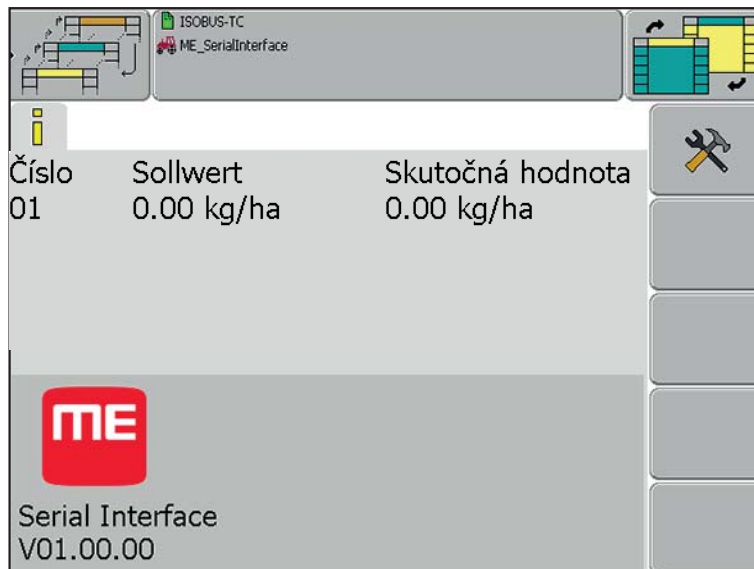 ISOBUS-TC
ME_SerialInterface
i
Číslo Sollwert Skutočná hodnota
01 0.00 kg/ha 0.00 kg/ha
ME
Serial Interface
V01.00.00